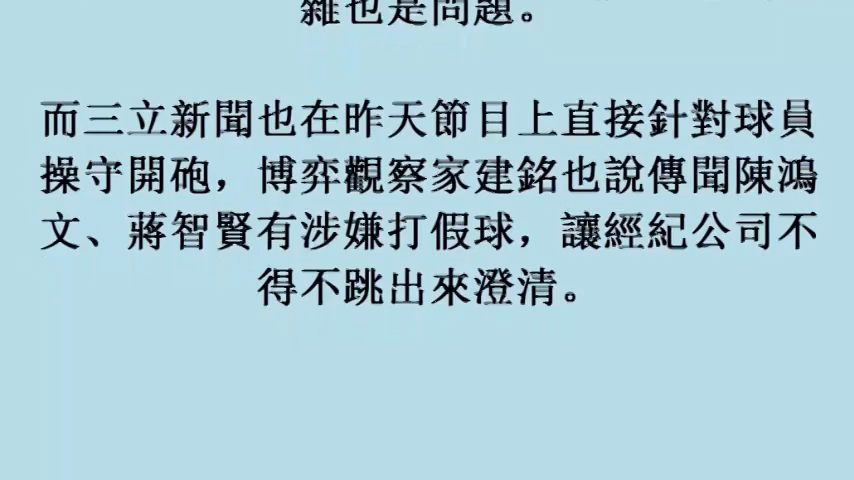 雜也是問題。
而三立新聞也在昨天節目上直接針對球員
操守開砲，博弈觀察家建銘也說傳聞陳鴻
文、蔣智賢有涉嫌打假球，讓經紀公司不
得不跳出來澄清。